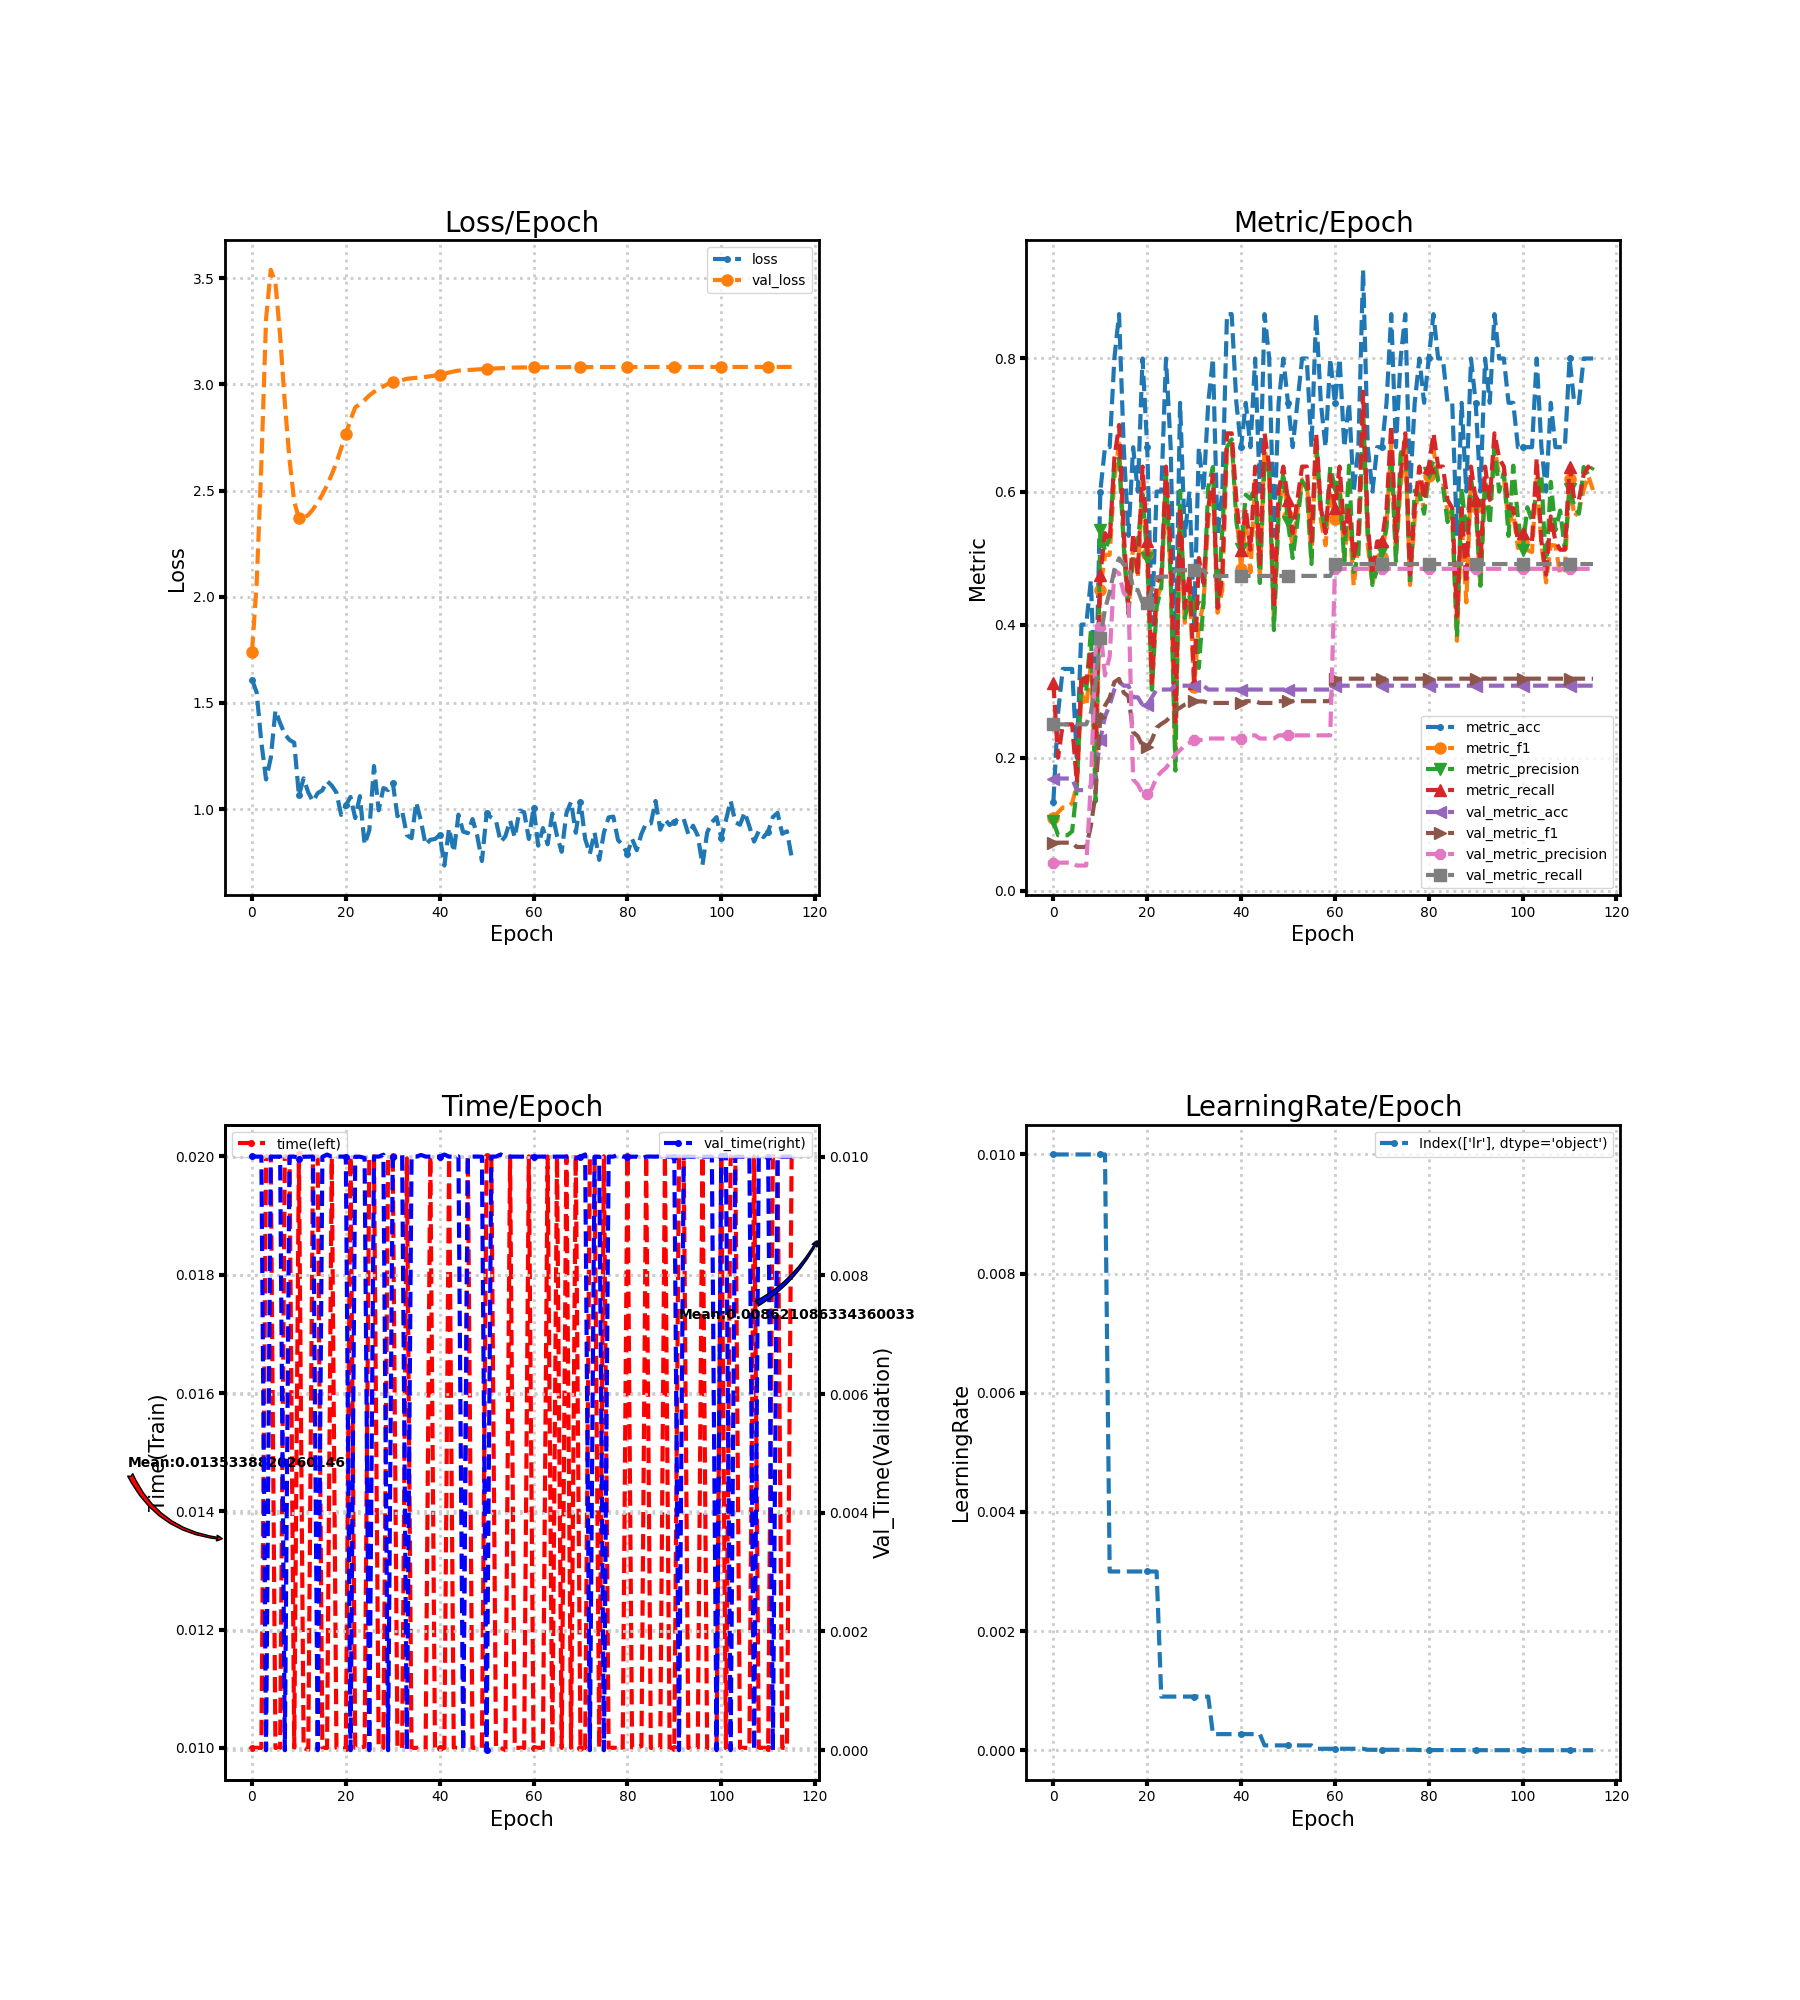 Loss/Epoch
Loss
3.5
3.0
2.5
2.0
1.5
1.0
loss
val_loss
0 20 40 60 80 100 120
Epoch
Metric/Epoch
Metric
0.8
0.6
0.4
0.2
0.0
metric_acc
metric_f1
metric_precision
metric_recall
val_metric_acc
val_metric_f1
val_metric_precision
val_metric_recall
0 20 40 60 80 100 120
Epoch
Time/Epoch
time(left)
val_time(right)
Time(Train)
0.020
0.018
0.016
0.014
0.012
0.010
0.010
0.008
0.006
0.004
0.002
0.000
Val_Time(Validation)
Mean:0.008621086334360033
0 20 40 60 80 100 120
Epoch
LearningRate/Epoch
Index(['lr'], dtype='object')
LearningRate
0.010
0.008
0.006
0.004
0.002
0.000
0 20 40 60 80 100 120
Epoch